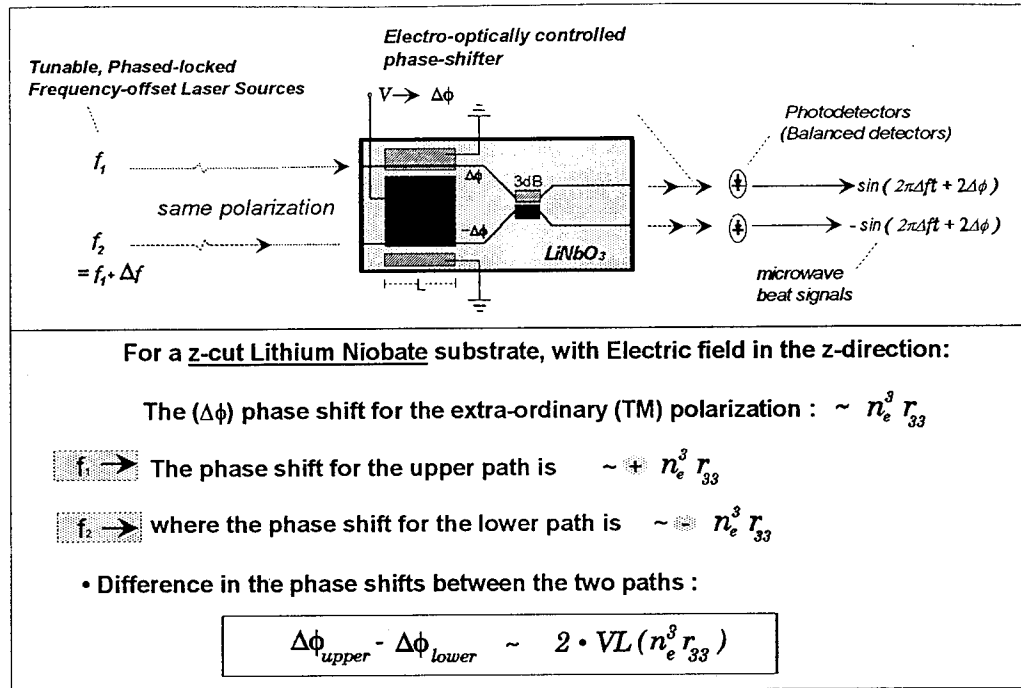 Electro-optically controlled
phase-shifter
Tunable, Phased-locked
Frequency-offset Laser Sources
V → Δϕ
Photodetectors
(Balanced detectors)
f₁
Δϕ
3dB
sin ( 2πΔft + 2Δϕ )
same polarization
-Δϕ
- sin ( 2πΔft + 2Δϕ )
f₂
= f₁ + Δf
LiNbO₃
L
microwave
beat signals
For a z-cut Lithium Niobate substrate, with Electric field in the z-direction:
The (Δϕ) phase shift for the extra-ordinary (TM) polarization : ~ nₑ³ r₃₃
f₁ → The phase shift for the upper path is ~ + nₑ³ r₃₃
f₂ → where the phase shift for the lower path is ~ - nₑ³ r₃₃
• Difference in the phase shifts between the two paths :
Δϕ_upper - Δϕ_lower ~ 2 • VL (nₑ³ r₃₃ )